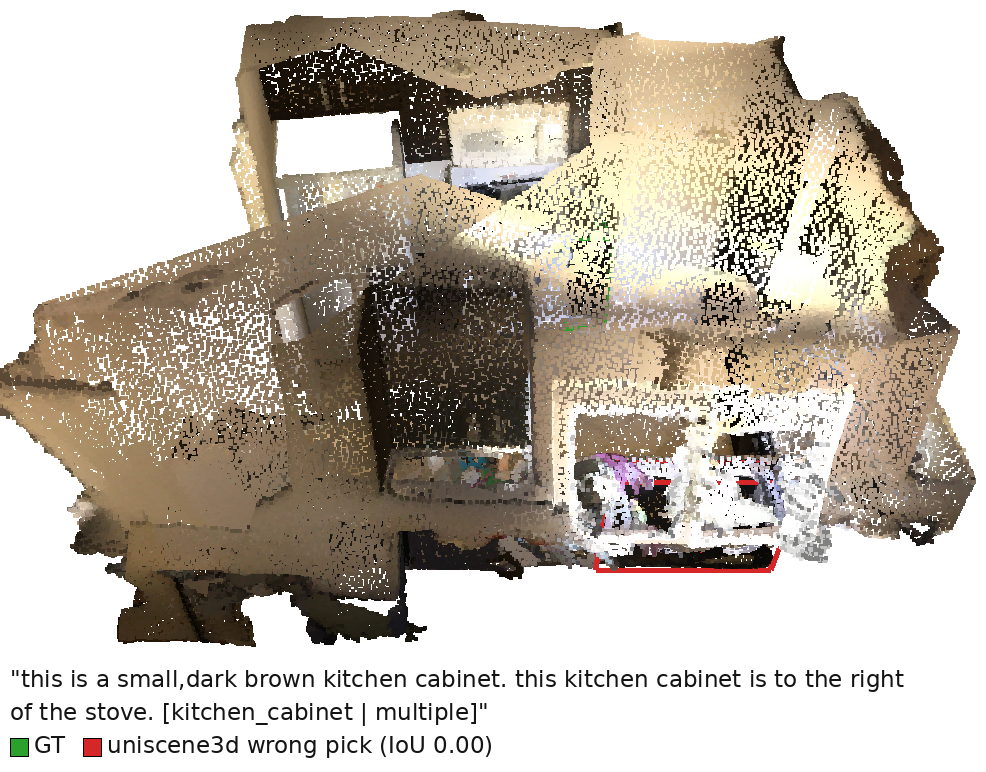 "this is a small,dark brown kitchen cabinet. this kitchen cabinet is to the right
of the stove. [kitchen_cabinet | multiple]"
GT uniscene3d wrong pick (IoU 0.00)